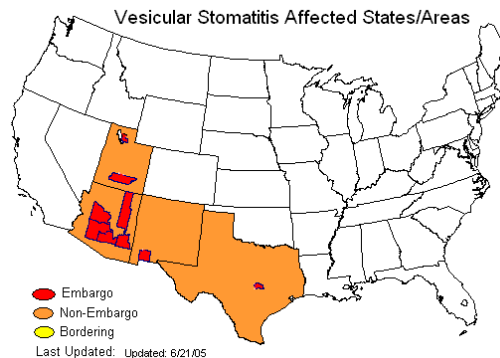 Vesicular Stomatitis Affected States/Areas
Embargo
Non-Embargo
Bordering
Last Updated: Updated: 6/21/05